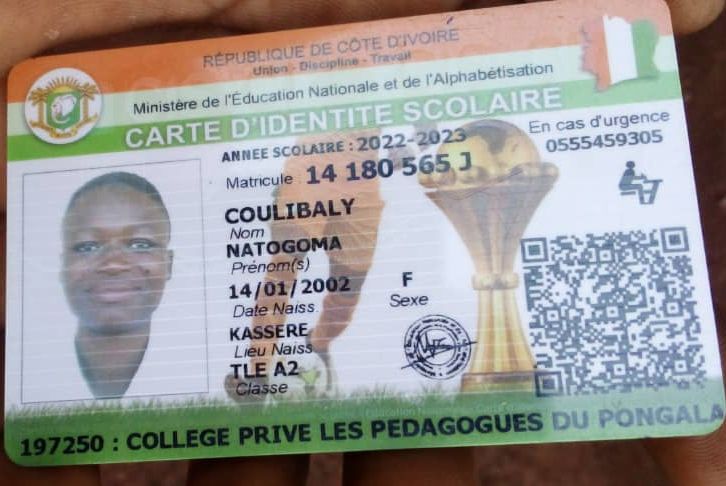 RÉPUBLIQUE DE CÔTE D'IVOIRE
Union - Discipline - Travail
Ministère de l'Éducation Nationale et de l'Alphabétisation
CARTE D'IDENTITE SCOLAIRE
ANNEE SCOLAIRE : 2022-2023
Matricule 14 180 565 J
En cas d'urgence
0555459305
COULIBALY
Nom
NATOGOMA
Prénom(s)
14/01/2002
Date Naiss.
F
Sexe
KASSERE
Lieu Naiss
TLE A2
Classe
197250 : COLLEGE PRIVE LES PEDAGOGUES DU PONGALA